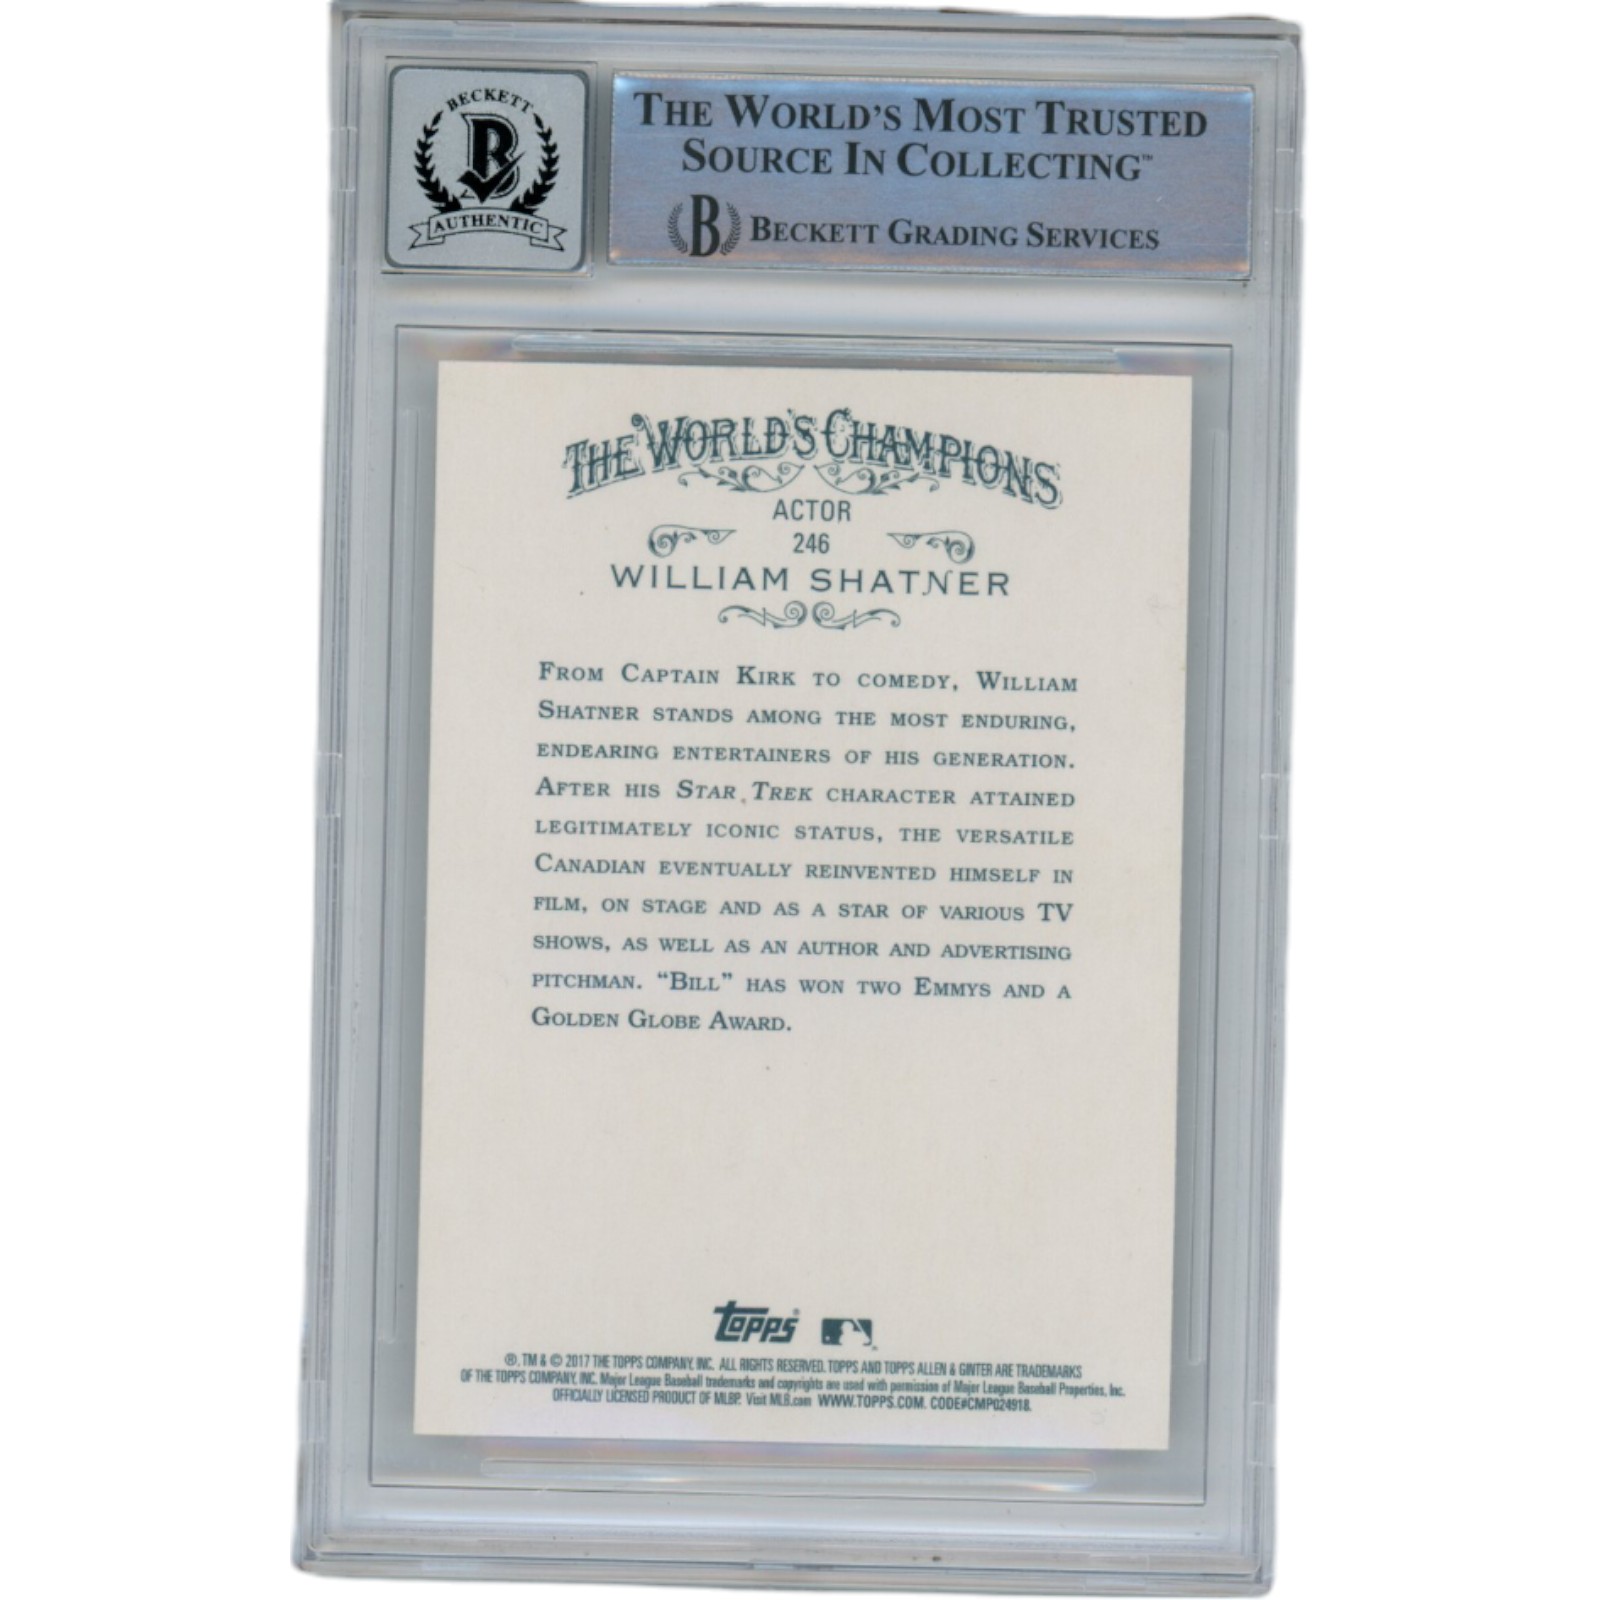 BECKETT
B
AUTHENTIC
THE WORLD'S MOST TRUSTED
SOURCE IN COLLECTING™
B BECKETT GRADING SERVICES
THE WORLD'S CHAMPIONS
ACTOR
246
WILLIAM SHATNER
FROM CAPTAIN KIRK TO COMEDY, WILLIAM
SHATNER STANDS AMONG THE MOST ENDURING,
ENDEARING ENTERTAINERS OF HIS GENERATION.
AFTER HIS STAR TREK CHARACTER ATTAINED
LEGITIMATELY ICONIC STATUS, THE VERSATILE
CANADIAN EVENTUALLY REINVENTED HIMSELF IN
FILM, ON STAGE AND AS A STAR OF VARIOUS TV
SHOWS, AS WELL AS AN AUTHOR AND ADVERTISING
PITCHMAN. “BILL” HAS WON TWO EMMYS AND A
GOLDEN GLOBE AWARD.
Topps®
®, TM & © 2017 THE TOPPS COMPANY, INC. ALL RIGHTS RESERVED. TOPPS AND TOPPS ALLEN & GINTER ARE TRADEMARKS
OF THE TOPPS COMPANY, INC. Major League Baseball trademarks and copyrights are used with permission of Major League Baseball Properties, Inc.
OFFICIALLY LICENSED PRODUCT OF MLBP. Visit MLB.com WWW.TOPPS.COM. CODE#CMP024918.